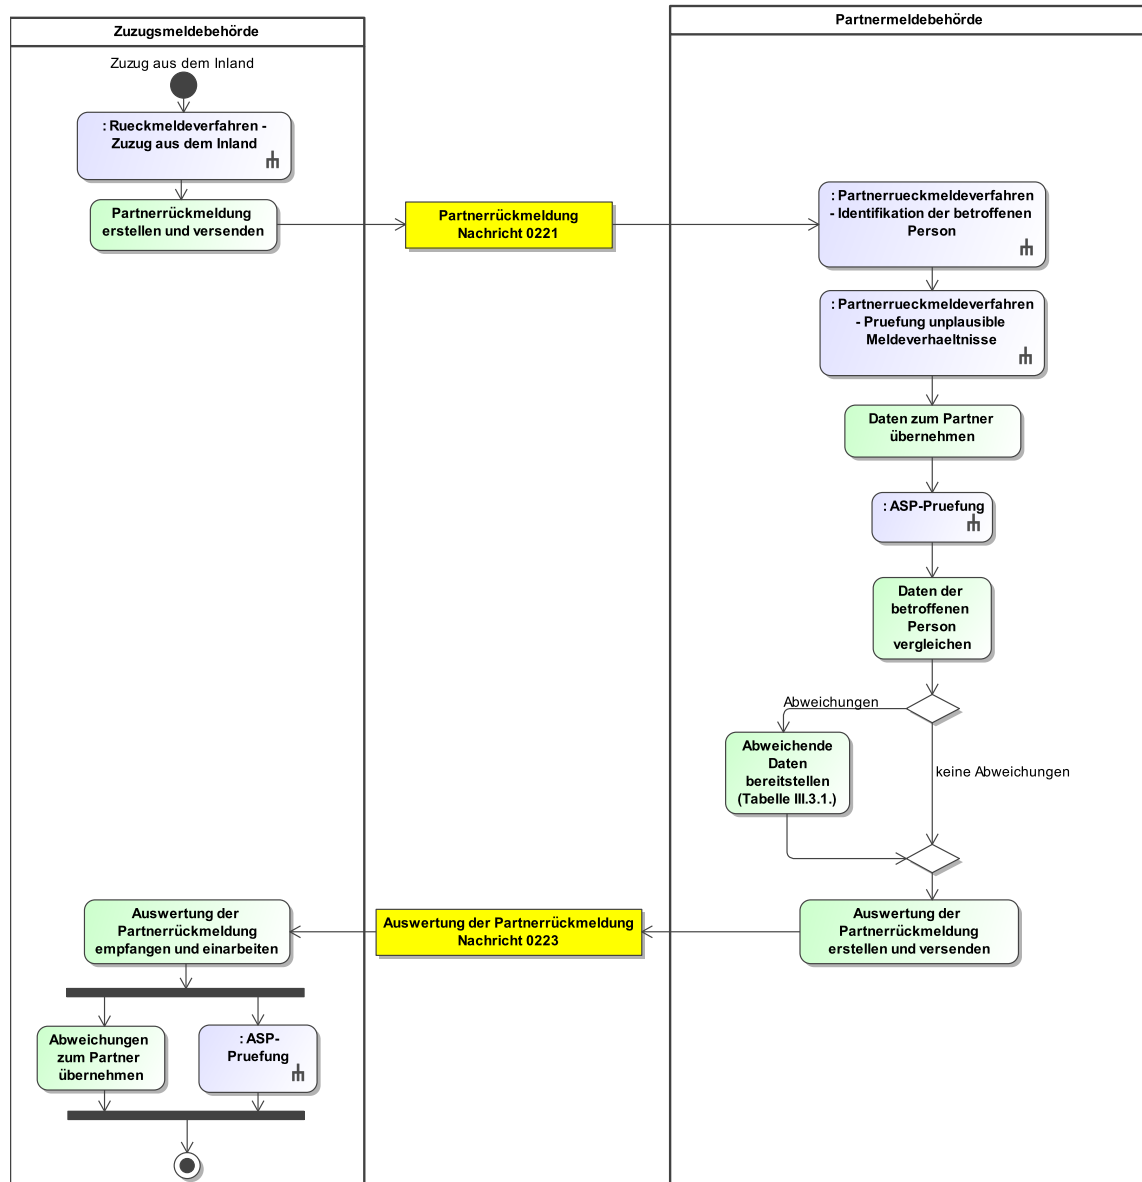 Zuzugsmeldebehörde
Partnermeldebehörde
Zuzug aus dem Inland
: Rueckmeldeverfahren -
Zuzug aus dem Inland
Partnerrückmeldung
erstellen und versenden
Partnerrückmeldung
Nachricht 0221
: Partnerrueckmeldeverfahren
- Identifikation der betroffenen
Person
: Partnerrueckmeldeverfahren
- Pruefung unplausible
Meldeverhaeltnisse
Daten zum Partner
übernehmen
: ASP-Pruefung
Daten der
betroffenen
Person
vergleichen
Abweichungen
Abweichende
Daten
bereitstellen
(Tabelle III.3.1.)
keine Abweichungen
Auswertung der
Partnerrückmeldung
erstellen und versenden
Auswertung der Partnerrückmeldung
Nachricht 0223
Auswertung der
Partnerrückmeldung
empfangen und einarbeiten
Abweichungen
zum Partner
übernehmen
: ASP-
Pruefung